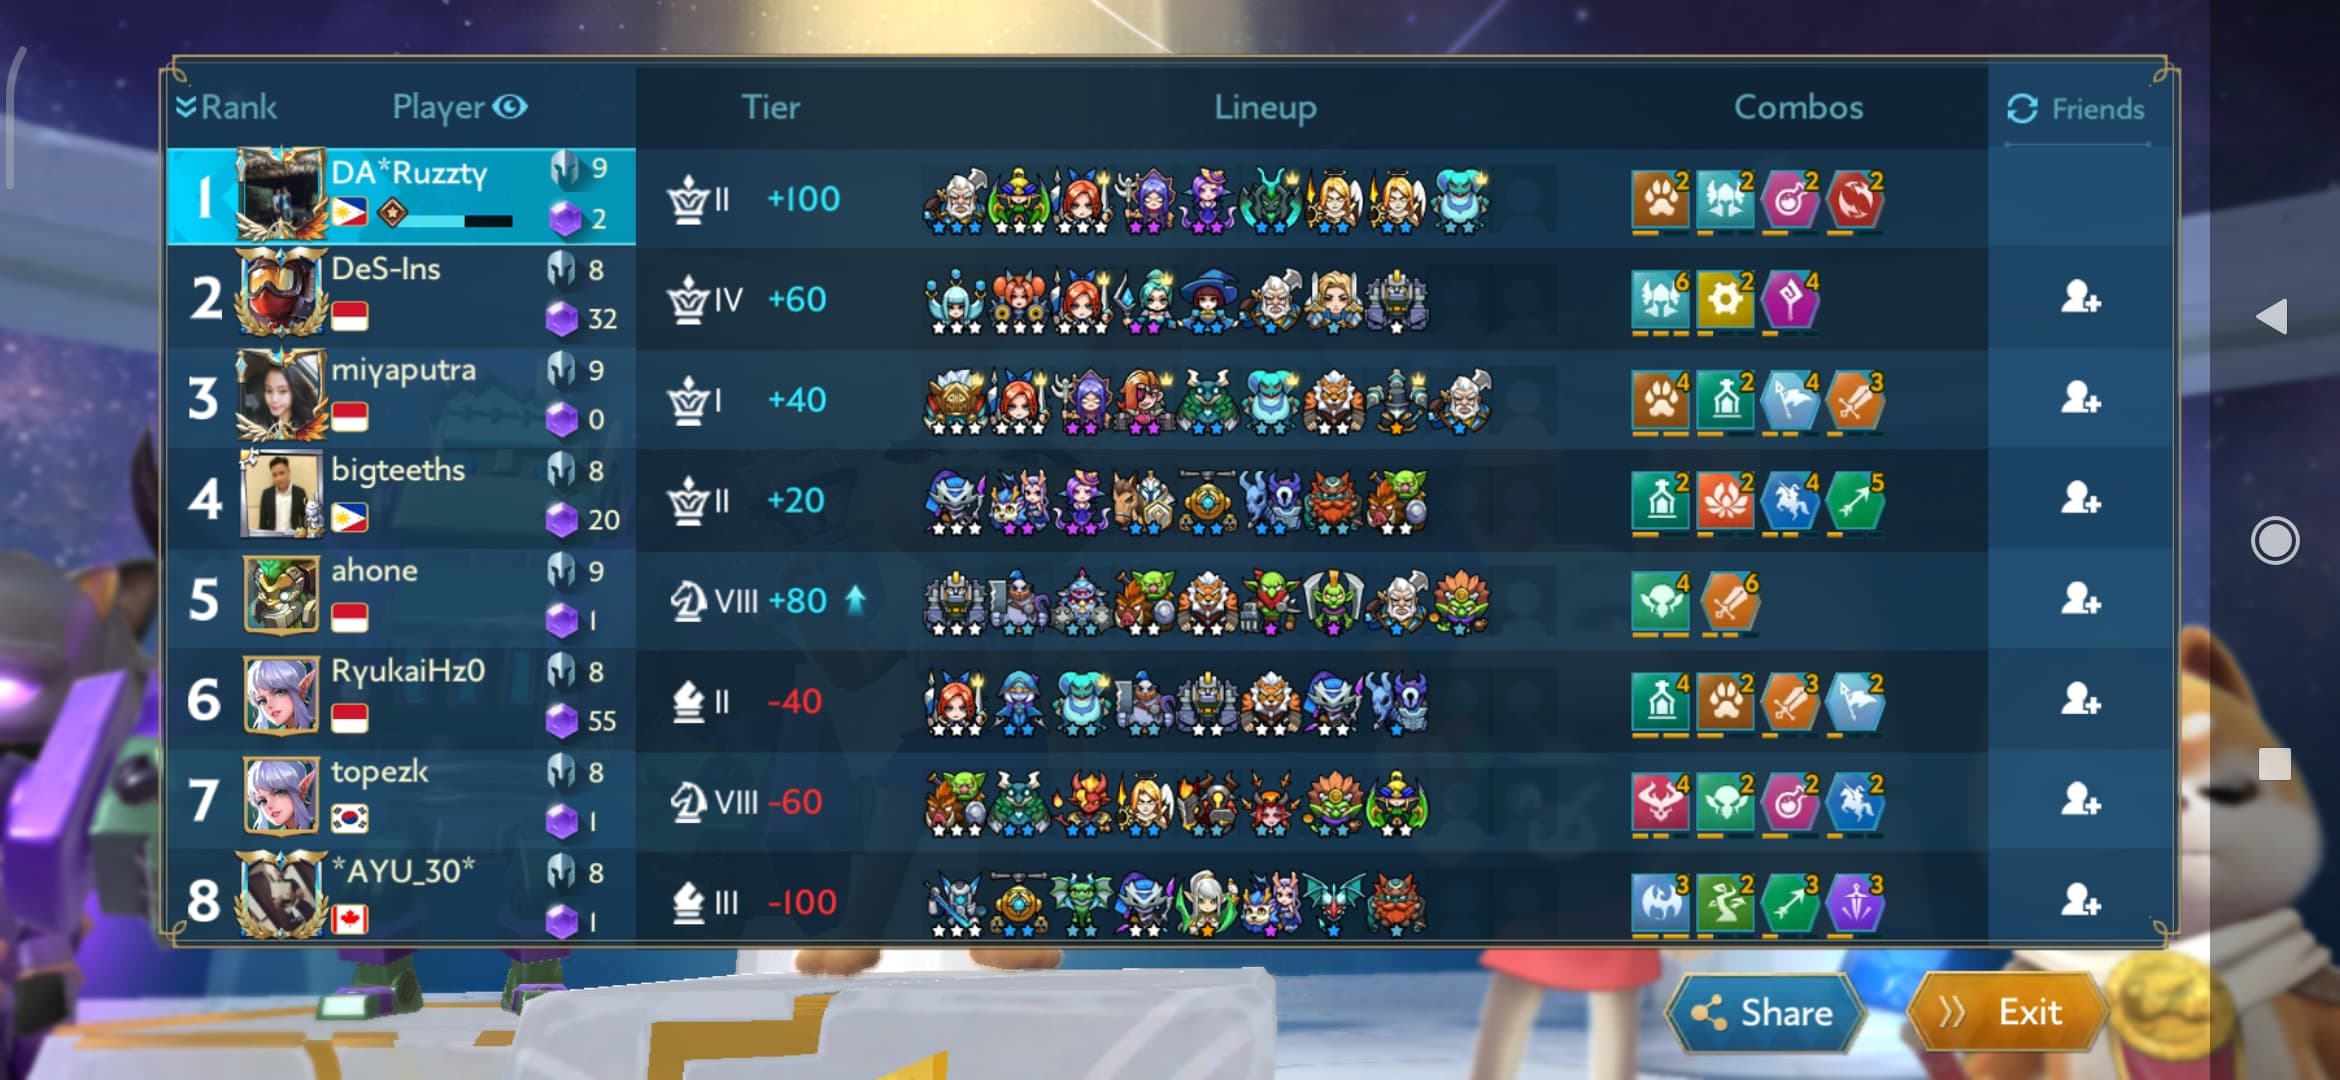 Rank Player Tier Lineup Combos Friends
1 DA*Ruzzty 9 2 II +100 2 2 2 2
2 DeS-Ins 8 32 IV +60 6 2 4
3 miyaputra 9 0 I +40 4 2 4 3
4 bigteeths 8 20 II +20 2 2 4 5
5 ahone 9 1 VIII +80 4 6
6 RyukaiHz0 8 55 II -40 4 2 3 2
7 topezk 8 1 VIII -60 4 2 2 2
8 *AYU_30* 8 1 III -100 3 2 3 3
Share Exit